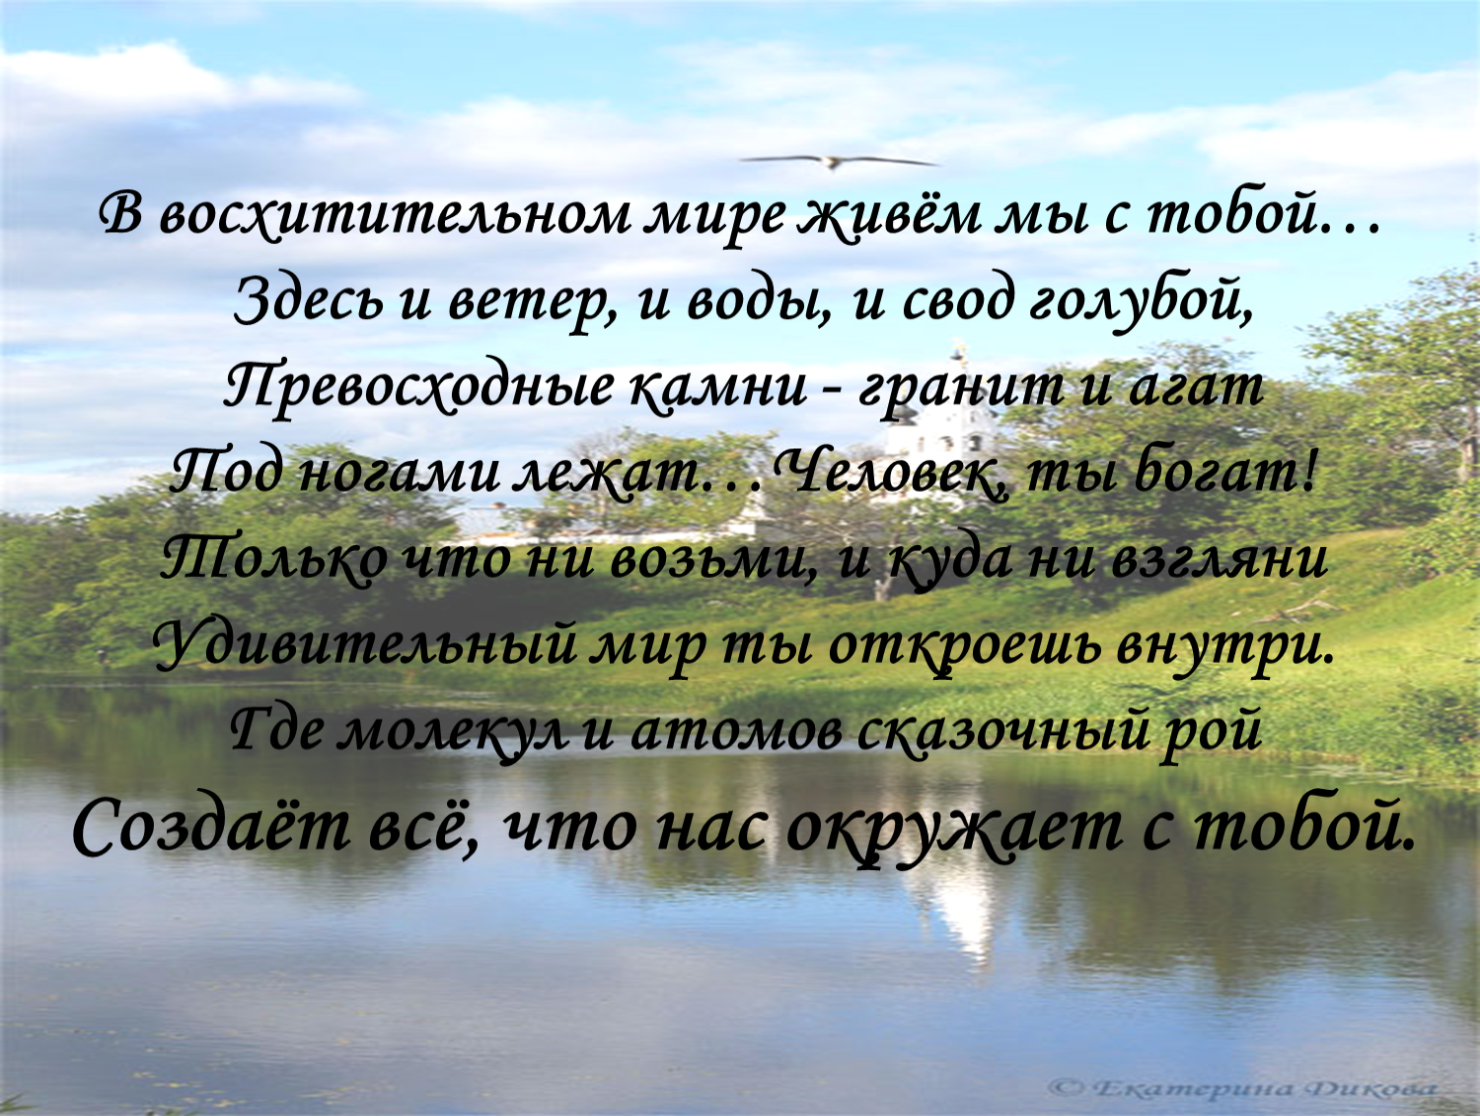 В восхитительном мире живём мы с тобой...
Здесь и ветер, и воды, и свод голубой,
Превосходные камни - гранит и агат
Под ногами лежат...Человек, ты богат!
Только что ни возьми, и куда ни взгляни
Удивительный мир ты откроешь внутри.
Где молекул и атомов сказочный рой
Создаёт всё, что нас окружает с тобой.
© Екатерина Дикова